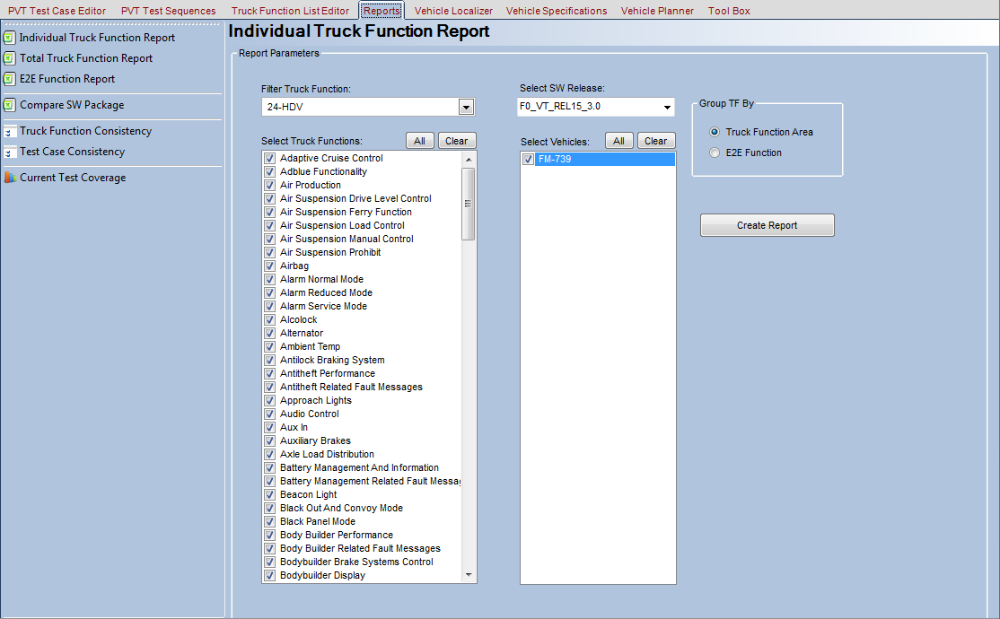 PVT Test Case Editor PVT Test Sequences Truck Function List Editor Reports Vehicle Localizer Vehicle Specifications Vehicle Planner Tool Box
Individual Truck Function Report
Total Truck Function Report
E2E Function Report
Compare SW Package
Truck Function Consistency
Test Case Consistency
Current Test Coverage
Individual Truck Function Report
Report Parameters
Filter Truck Function:
24-HDV
Select Truck Functions: All Clear
Adaptive Cruise Control
Adblue Functionality
Air Production
Air Suspension Drive Level Control
Air Suspension Ferry Function
Air Suspension Load Control
Air Suspension Manual Control
Air Suspension Prohibit
Airbag
Alarm Normal Mode
Alarm Reduced Mode
Alarm Service Mode
Alcolock
Alternator
Ambient Temp
Antilock Braking System
Antitheft Performance
Antitheft Related Fault Messages
Approach Lights
Audio Control
Aux In
Auxiliary Brakes
Axle Load Distribution
Battery Management And Information
Battery Management Related Fault Messa
Beacon Light
Black Out And Convoy Mode
Black Panel Mode
Body Builder Performance
Body Builder Related Fault Messages
Bodybuilder Brake Systems Control
Bodybuilder Display
Select SW Release:
F0_VT_REL15_3.0
Select Vehicles: All Clear
FM-739
Group TF By
Truck Function Area
E2E Function
Create Report